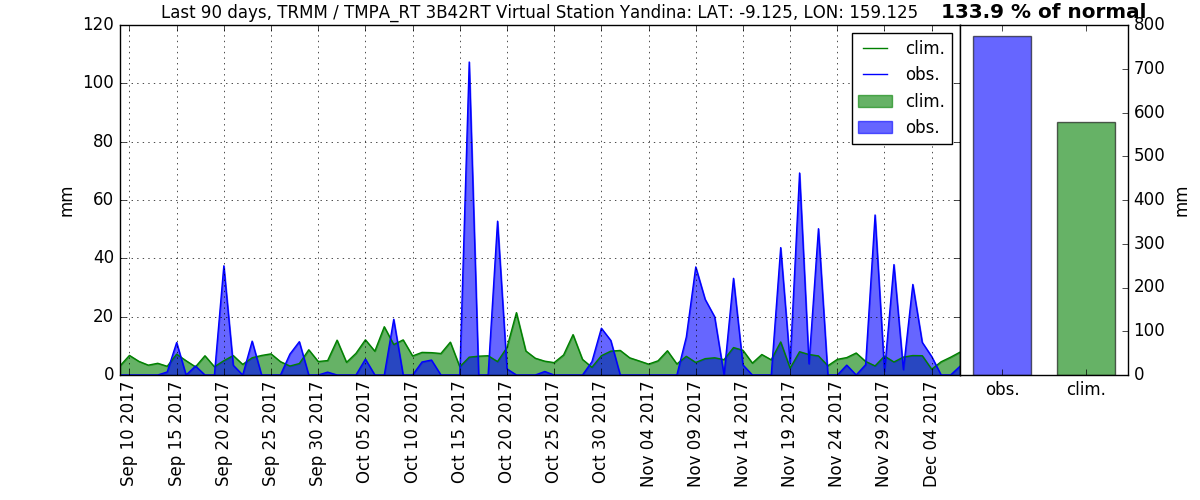 Last 90 days, TRMM / TMPA_RT 3B42RT Virtual Station Yandina: LAT: -9.125, LON: 159.125
133.9 % of normal
120
100
80
60
40
20
0
mm
clim.
obs.
clim.
obs.
800
700
600
500
400
300
200
100
0
mm
Sep 10 2017
Sep 15 2017
Sep 20 2017
Sep 25 2017
Sep 30 2017
Oct 05 2017
Oct 10 2017
Oct 15 2017
Oct 20 2017
Oct 25 2017
Oct 30 2017
Nov 04 2017
Nov 09 2017
Nov 14 2017
Nov 19 2017
Nov 24 2017
Nov 29 2017
Dec 04 2017
obs.
clim.